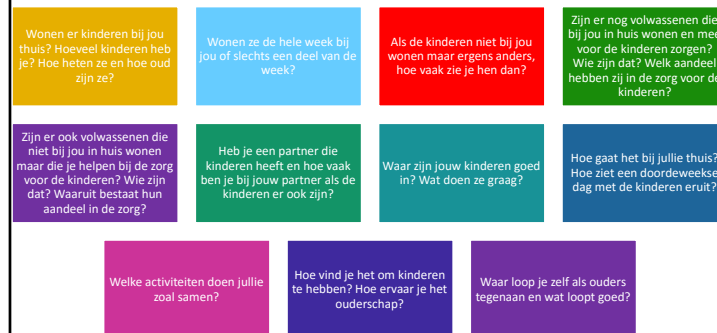 Wonen er kinderen bij jou
thuis? Hoeveel kinderen heb
je? Hoe heten ze en hoe oud
zijn ze?
Wonen ze de hele week bij
jou of slechts een deel van de
week?
Als de kinderen niet bij jou
wonen maar ergens anders,
hoe vaak zie je hen dan?
Zijn er nog volwassenen die
bij jou in huis wonen en mee
voor de kinderen zorgen?
Wie zijn dat? Welk aandeel
hebben zij in de zorg voor de
kinderen?
Zijn er ook volwassenen die
niet bij jou in huis wonen
maar die je helpen bij de zorg
voor de kinderen? Wie zijn
dat? Waaruit bestaat hun
aandeel in de zorg?
Heb je een partner die
kinderen heeft en hoe vaak
ben je bij jouw partner als de
kinderen er ook zijn?
Waar zijn jouw kinderen goed
in? Wat doen ze graag?
Hoe gaat het bij jullie thuis?
Hoe ziet een doordeweekse
dag met de kinderen eruit?
Welke activiteiten doen jullie
zoal samen?
Hoe vind je het om kinderen
te hebben? Hoe ervaar je het
ouderschap?
Waar loop je zelf als ouders
tegenaan en wat loopt goed?